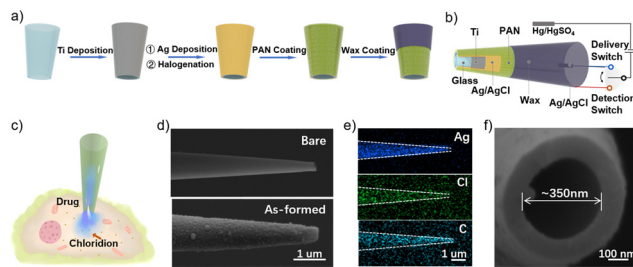 a)
Ti Deposition
① Ag Deposition
② Halogenation
PAN Coating
Wax Coating
b)
Hg/HgSO₄
PAN
Ti
Delivery
Switch
Glass
Ag/AgCl
Wax
Ag/AgCl
Detection
Switch
c)
Drug
Chloridion
d)
Bare
As-formed
1 um
e)
Ag
Cl
C
1 um
f)
~350nm
100 nm